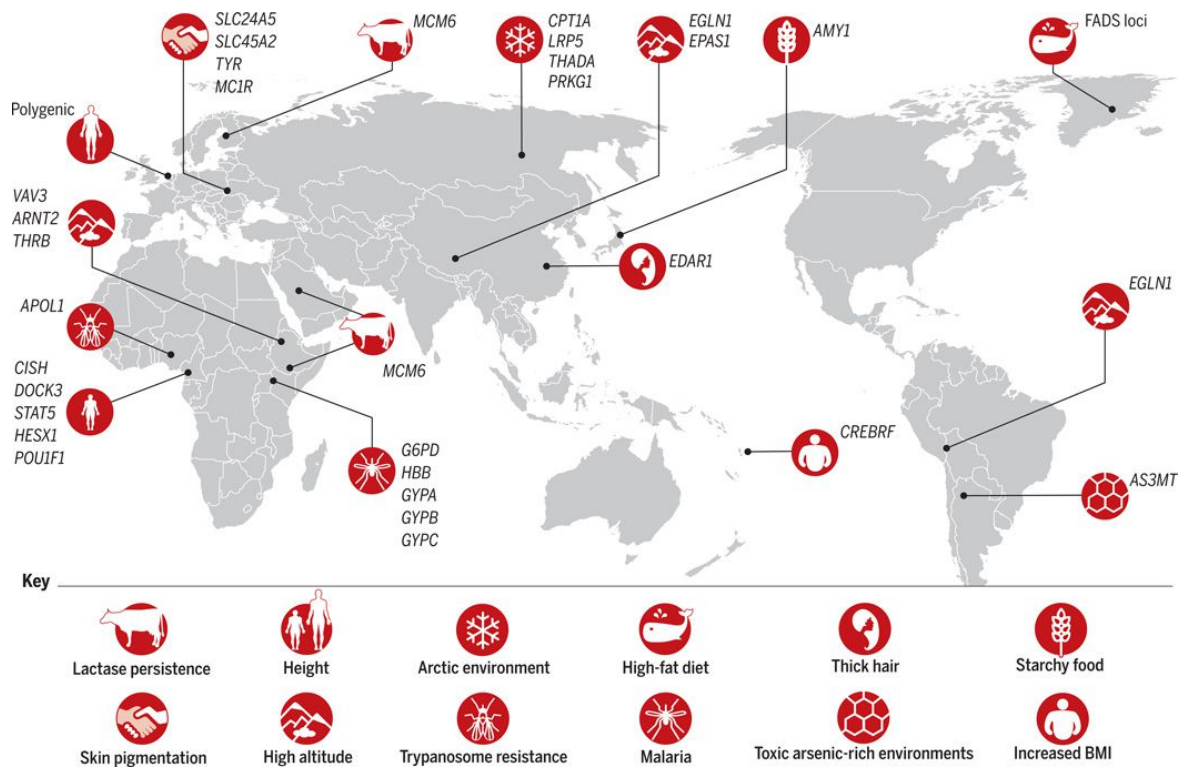 SLC24A5
SLC45A2
TYR
MC1R
MCM6
CPT1A
LRP5
THADA
PRKG1
EGLN1
EPAS1
AMY1
FADS loci
Polygenic
VAV3
ARNT2
THRB
EDAR1
EGLN1
APOL1
MCM6
CISH
DOCK3
STAT5
HESX1
POU1F1
G6PD
HBB
GYPA
GYPB
GYPC
CREBRF
AS3MT
Key
Lactase persistence
Height
Arctic environment
High-fat diet
Thick hair
Starchy food
Skin pigmentation
High altitude
Trypanosome resistance
Malaria
Toxic arsenic-rich environments
Increased BMI